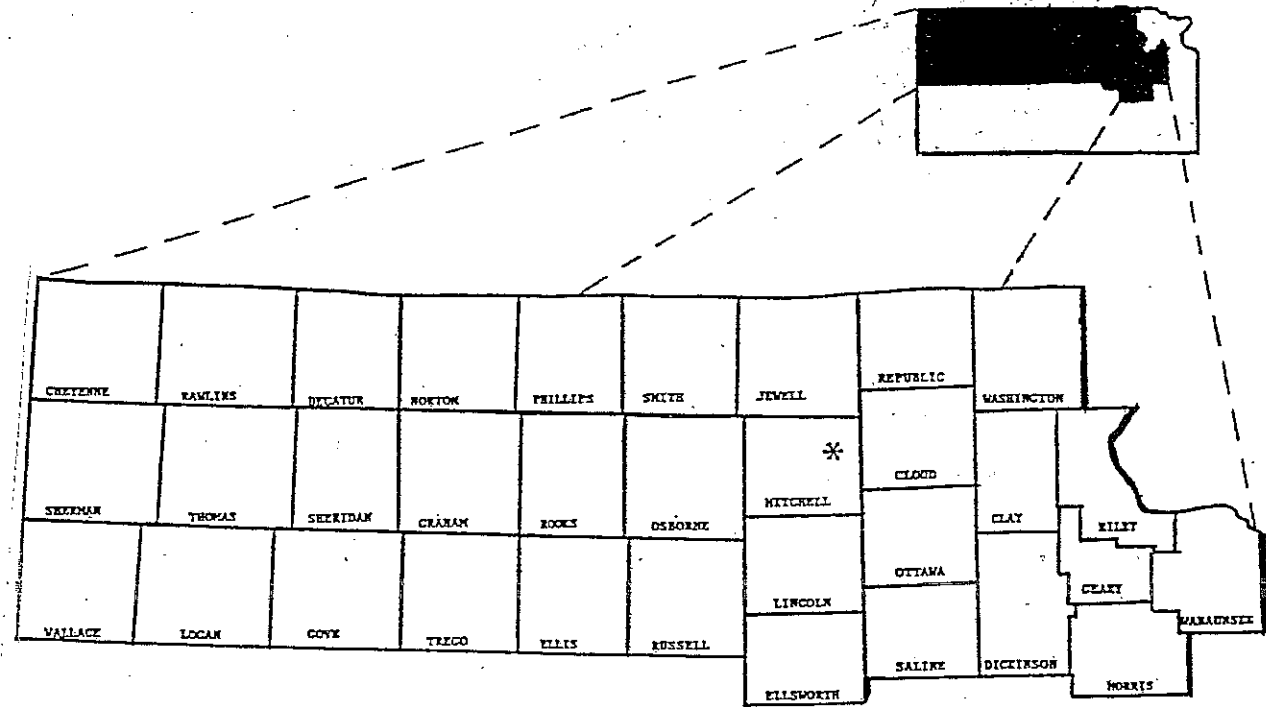 CHEYENNE RAWLINS DECATUR NORTON PHILLIPS SMITH JEWELL REPUBLIC WASHINGTON
SHERMAN THOMAS SHERIDAN GRAHAM ROOKS OSBORNE MITCHELL CLOUD CLAY RILEY
WALLACE LOGAN GOVE TREGO ELLIS RUSSELL LINCOLN OTTAWA GEARY WABAUNSEE
ELLSWORTH SALINE DICKINSON MORRIS